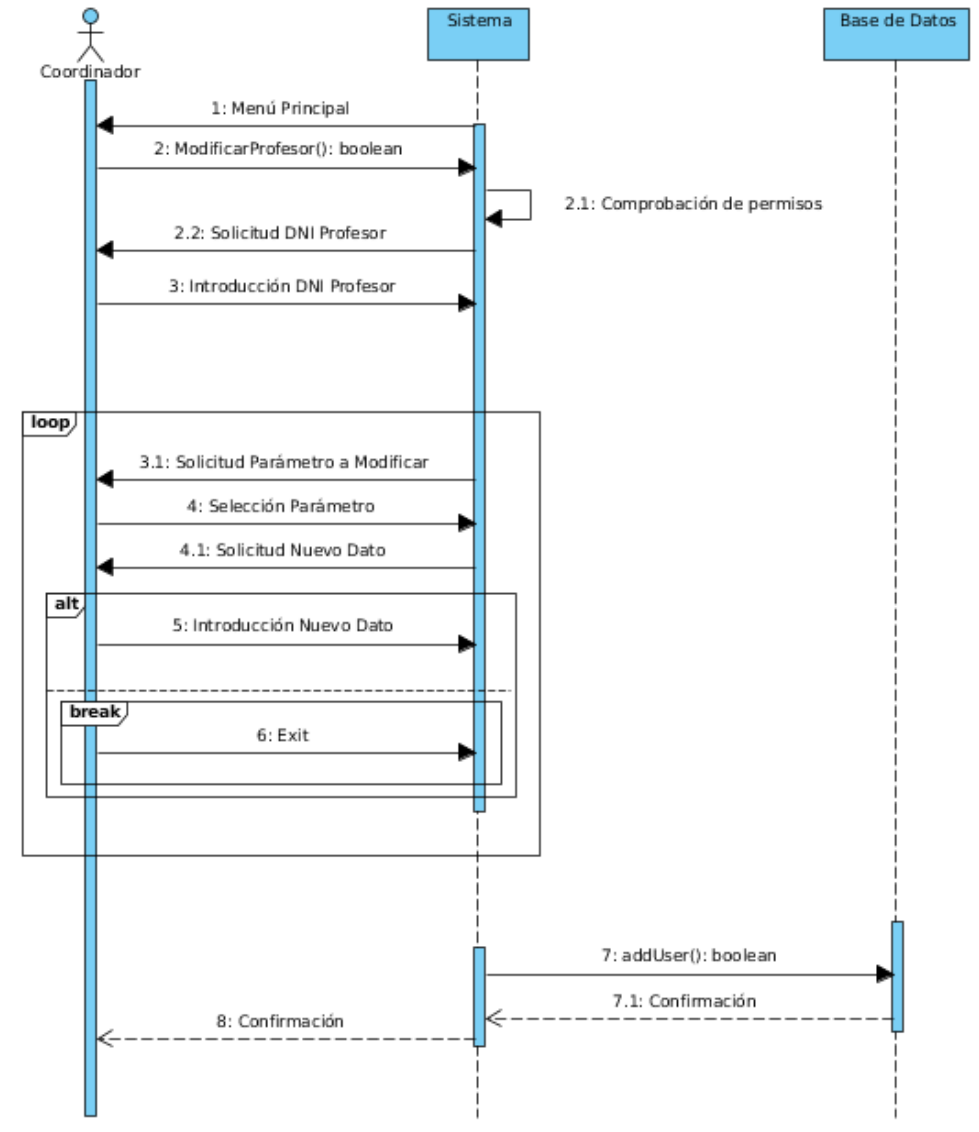 Coordinador
Sistema
Base de Datos
1: Menú Principal
2: ModificarProfesor(): boolean
2.1: Comprobación de permisos
2.2: Solicitud DNI Profesor
3: Introducción DNI Profesor
loop
3.1: Solicitud Parámetro a Modificar
4: Selección Parámetro
4.1: Solicitud Nuevo Dato
alt
5: Introducción Nuevo Dato
break
6: Exit
7: addUser(): boolean
7.1: Confirmación
8: Confirmación